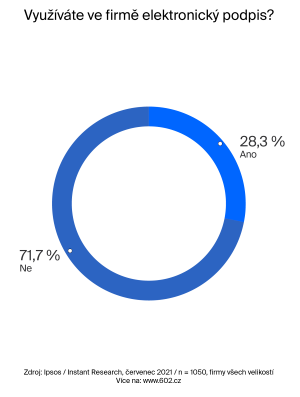 Využíváte ve firmě elektronický podpis?
28,3 %
Ano
71,7 %
Ne
Zdroj: Ipsos / Instant Research, červenec 2021 / n = 1050, firmy všech velikostí
Více na: www.602.cz